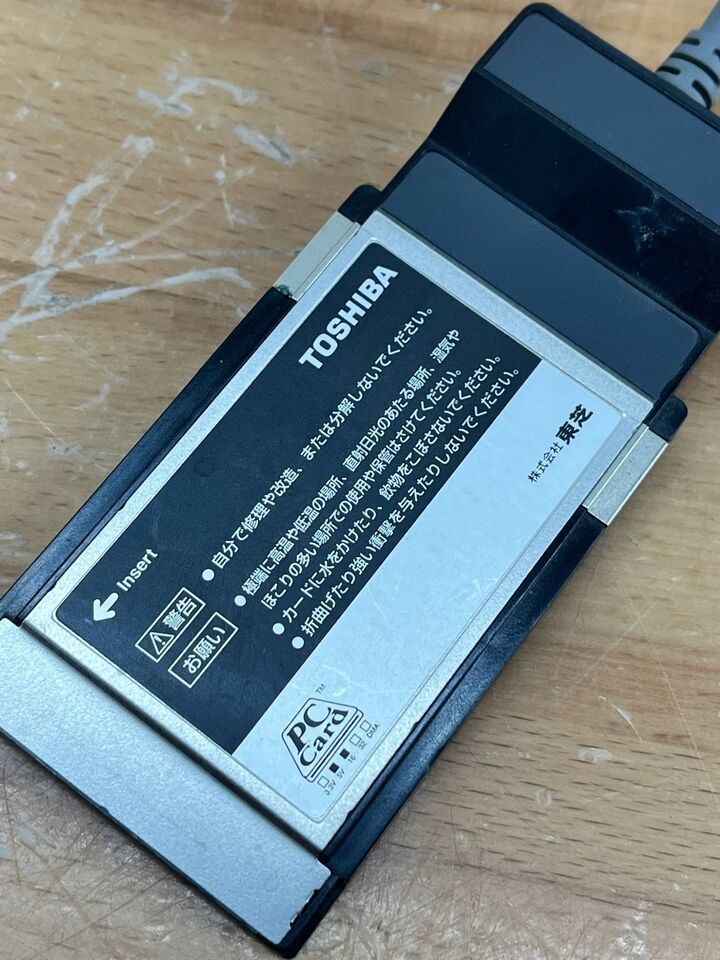 TOSHIBA
← Insert
⚠警告
● 自分で修理や改造、または分解しないでください。
お願い
● 極端に高温や低温の場所、直射日光のあたる場所、湿気や
ほこりの多い場所での使用や保管はさけてください。
● カードに水をかけたり、飲物をこぼさないでください。
● 折曲げたり強い衝撃を与えたりしないでください。
PC
Card
TM
3.3V 5V 16 32 DMA
株式会社 東芝